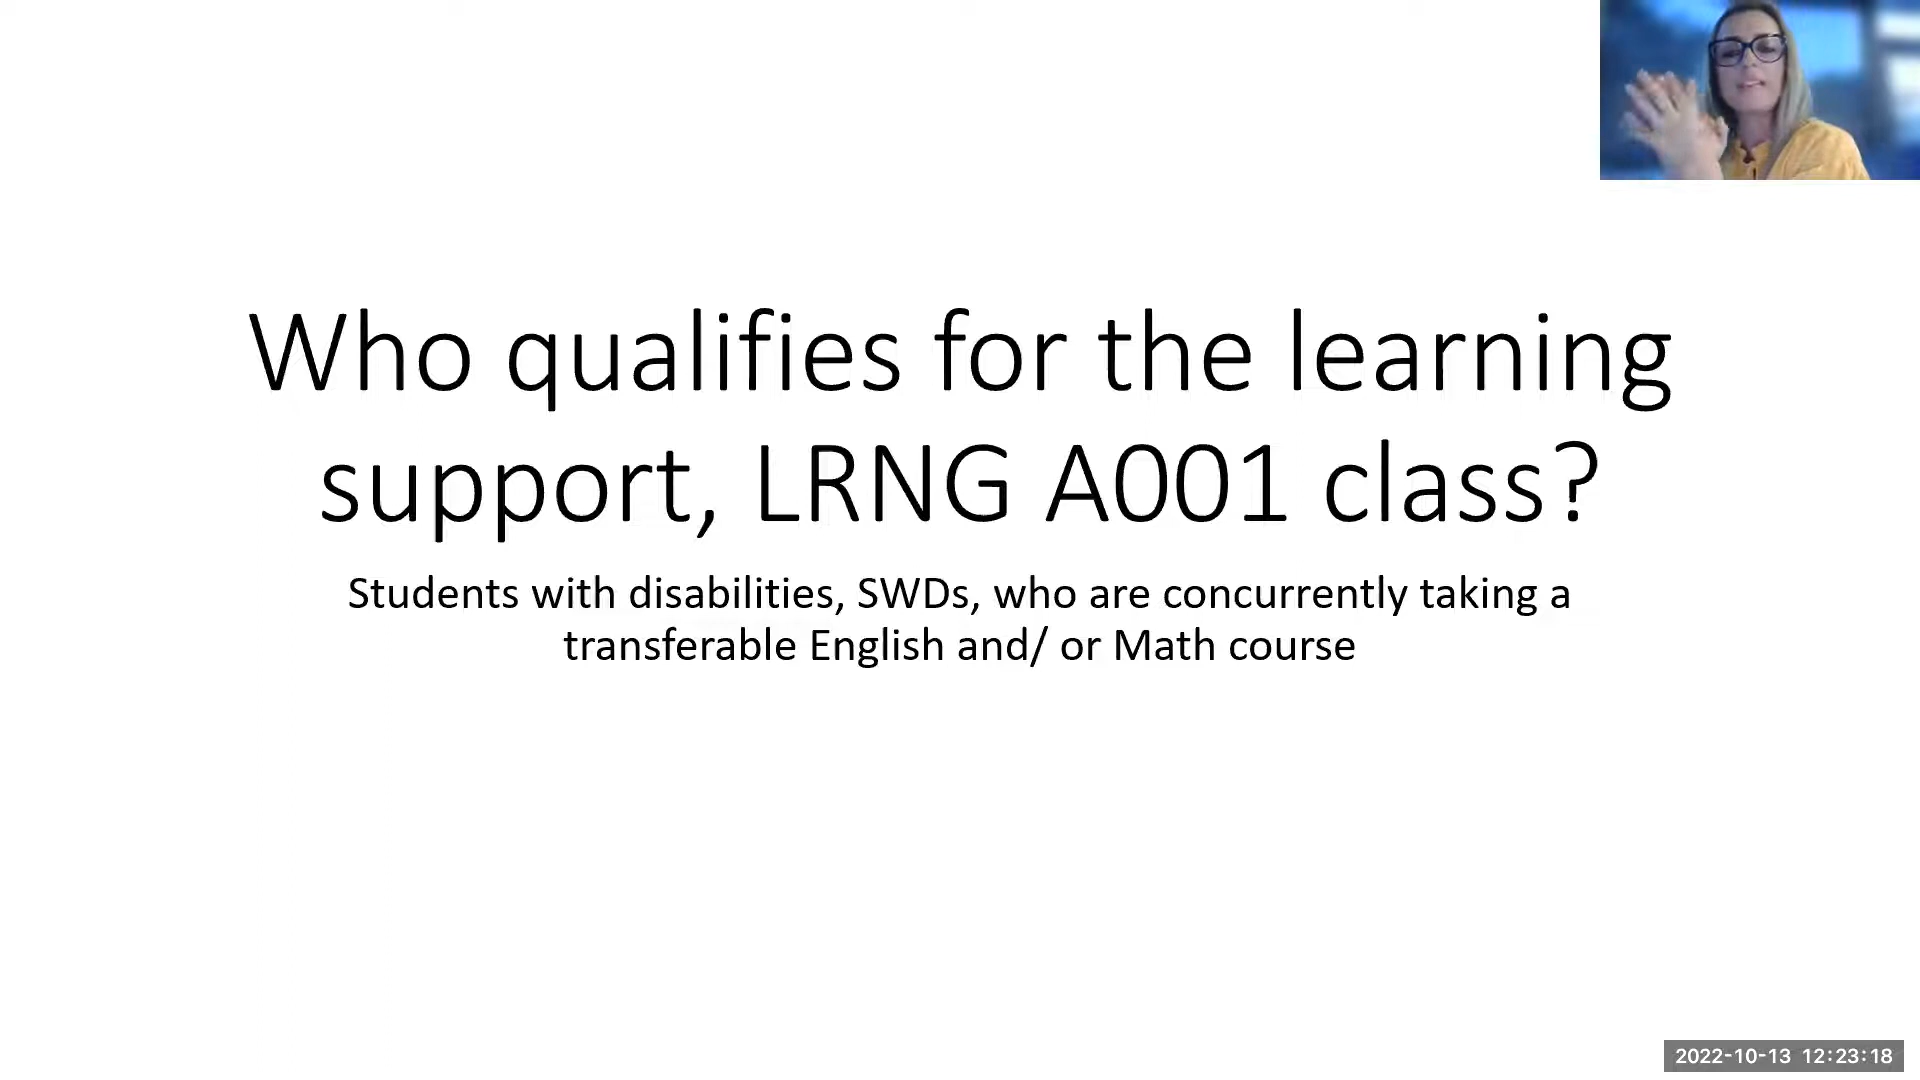 Who qualifies for the learning
support, LRNG A001 class?
Students with disabilities, SWDs, who are concurrently taking a
transferable English and/ or Math course
2022-10-13 12:23:18